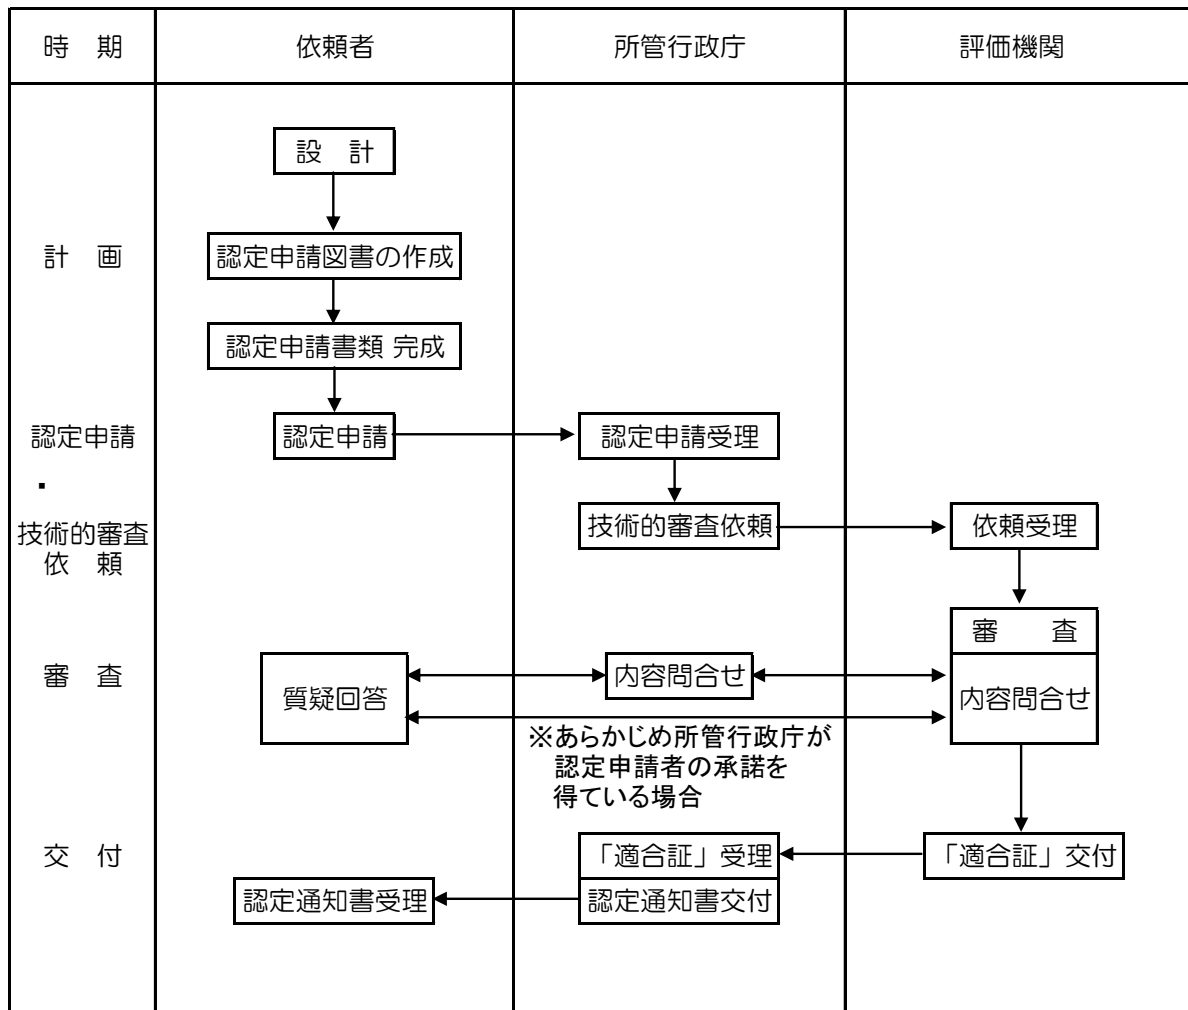 時　期
依頼者
所管行政庁
評価機関
設　計
計　画
認定申請図書の作成
認定申請書類 完成
認定申請
認定申請
認定申請受理
・
技術的審査
依　頼
技術的審査依頼
依頼受理
審　　査
審　査
質疑回答
内容問合せ
内容問合せ
※あらかじめ所管行政庁が
認定申請者の承諾を
得ている場合
交　付
「適合証」受理
「適合証」交付
認定通知書受理
認定通知書交付